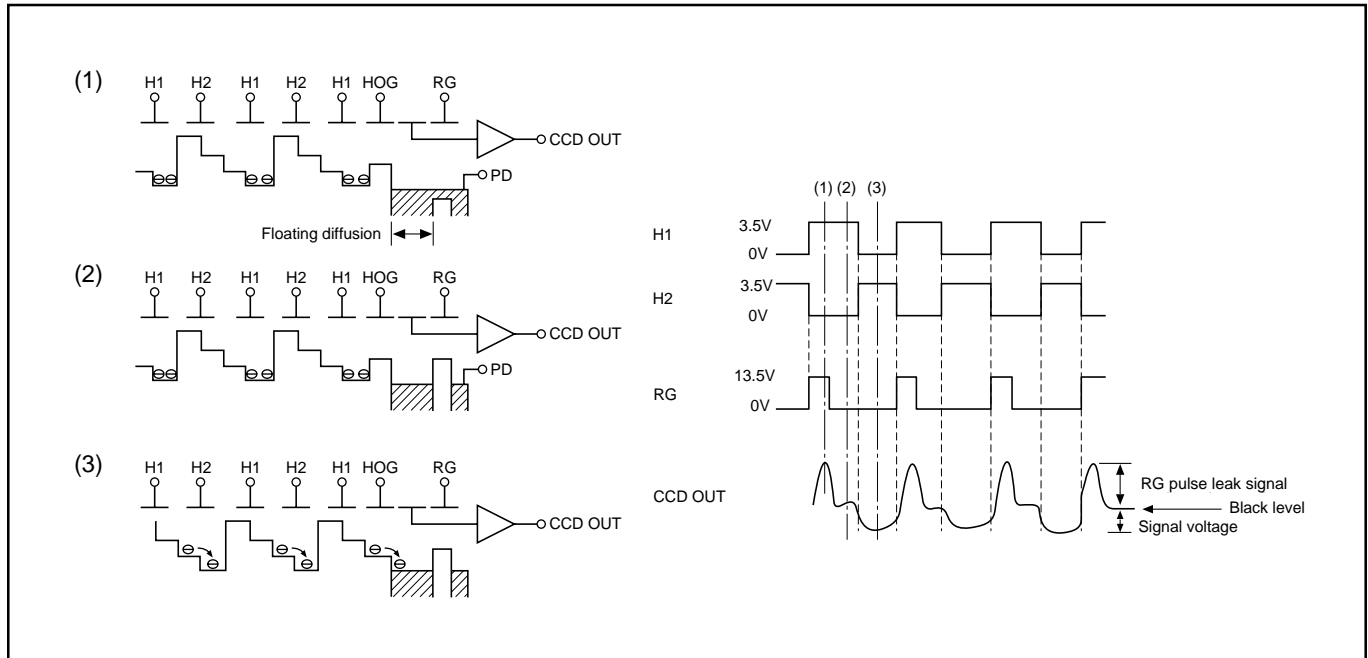 (1)
H1 H2 H1 H2 H1 HOG RG
CCD OUT
PD
Floating diffusion
(2)
H1 H2 H1 H2 H1 HOG RG
CCD OUT
PD
(3)
H1 H2 H1 H2 H1 HOG RG
CCD OUT
(1) (2) (3)
H1
3.5V
0V
H2
3.5V
0V
RG
13.5V
0V
CCD OUT
RG pulse leak signal
Black level
Signal voltage